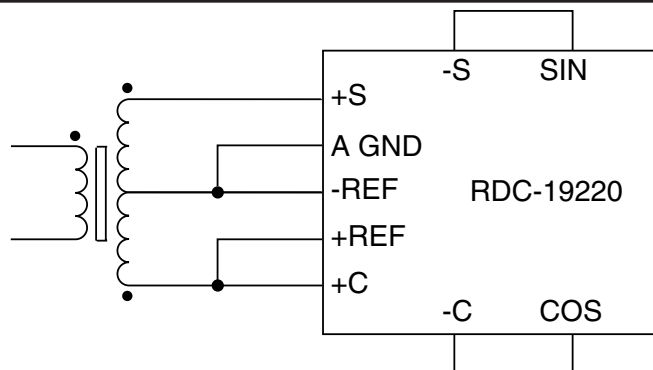 -S SIN
+S
A GND
-REF RDC-19220
+REF
+C
-C COS